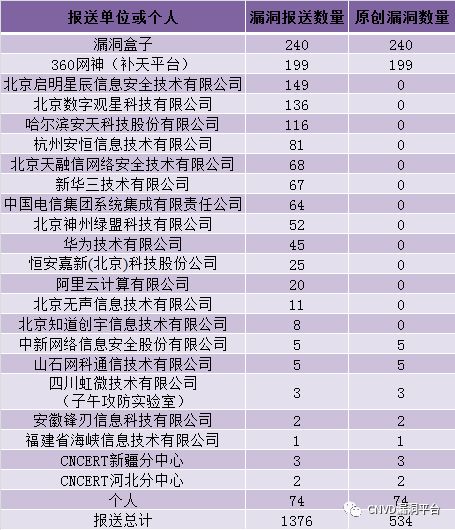 报送单位或个人 漏洞报送数量 原创漏洞数量
漏洞盒子 240 240
360网神（补天平台） 199 199
北京启明星辰信息安全技术有限公司 149 0
北京数字观星科技有限公司 136 0
哈尔滨安天科技股份有限公司 116 0
杭州安恒信息技术有限公司 81 0
北京天融信网络安全技术有限公司 68 0
新华三技术有限公司 67 0
中国电信集团系统集成有限责任公司 64 0
北京神州绿盟科技有限公司 52 0
华为技术有限公司 45 0
恒安嘉新(北京)科技股份公司 25 0
阿里云计算有限公司 20 0
北京无声信息技术有限公司 11 0
北京知道创宇信息技术有限公司 8 0
中新网络信息安全股份有限公司 5 5
山石网科通信技术有限公司 5 5
四川虹微技术有限公司
（子午攻防实验室） 3 3
安徽锋刃信息科技有限公司 2 2
福建省海峡信息技术有限公司 1 1
CNCERT新疆分中心 3 3
CNCERT河北分中心 2 2
个人 74 74
报送总计 1376 534
CNVD漏洞平台